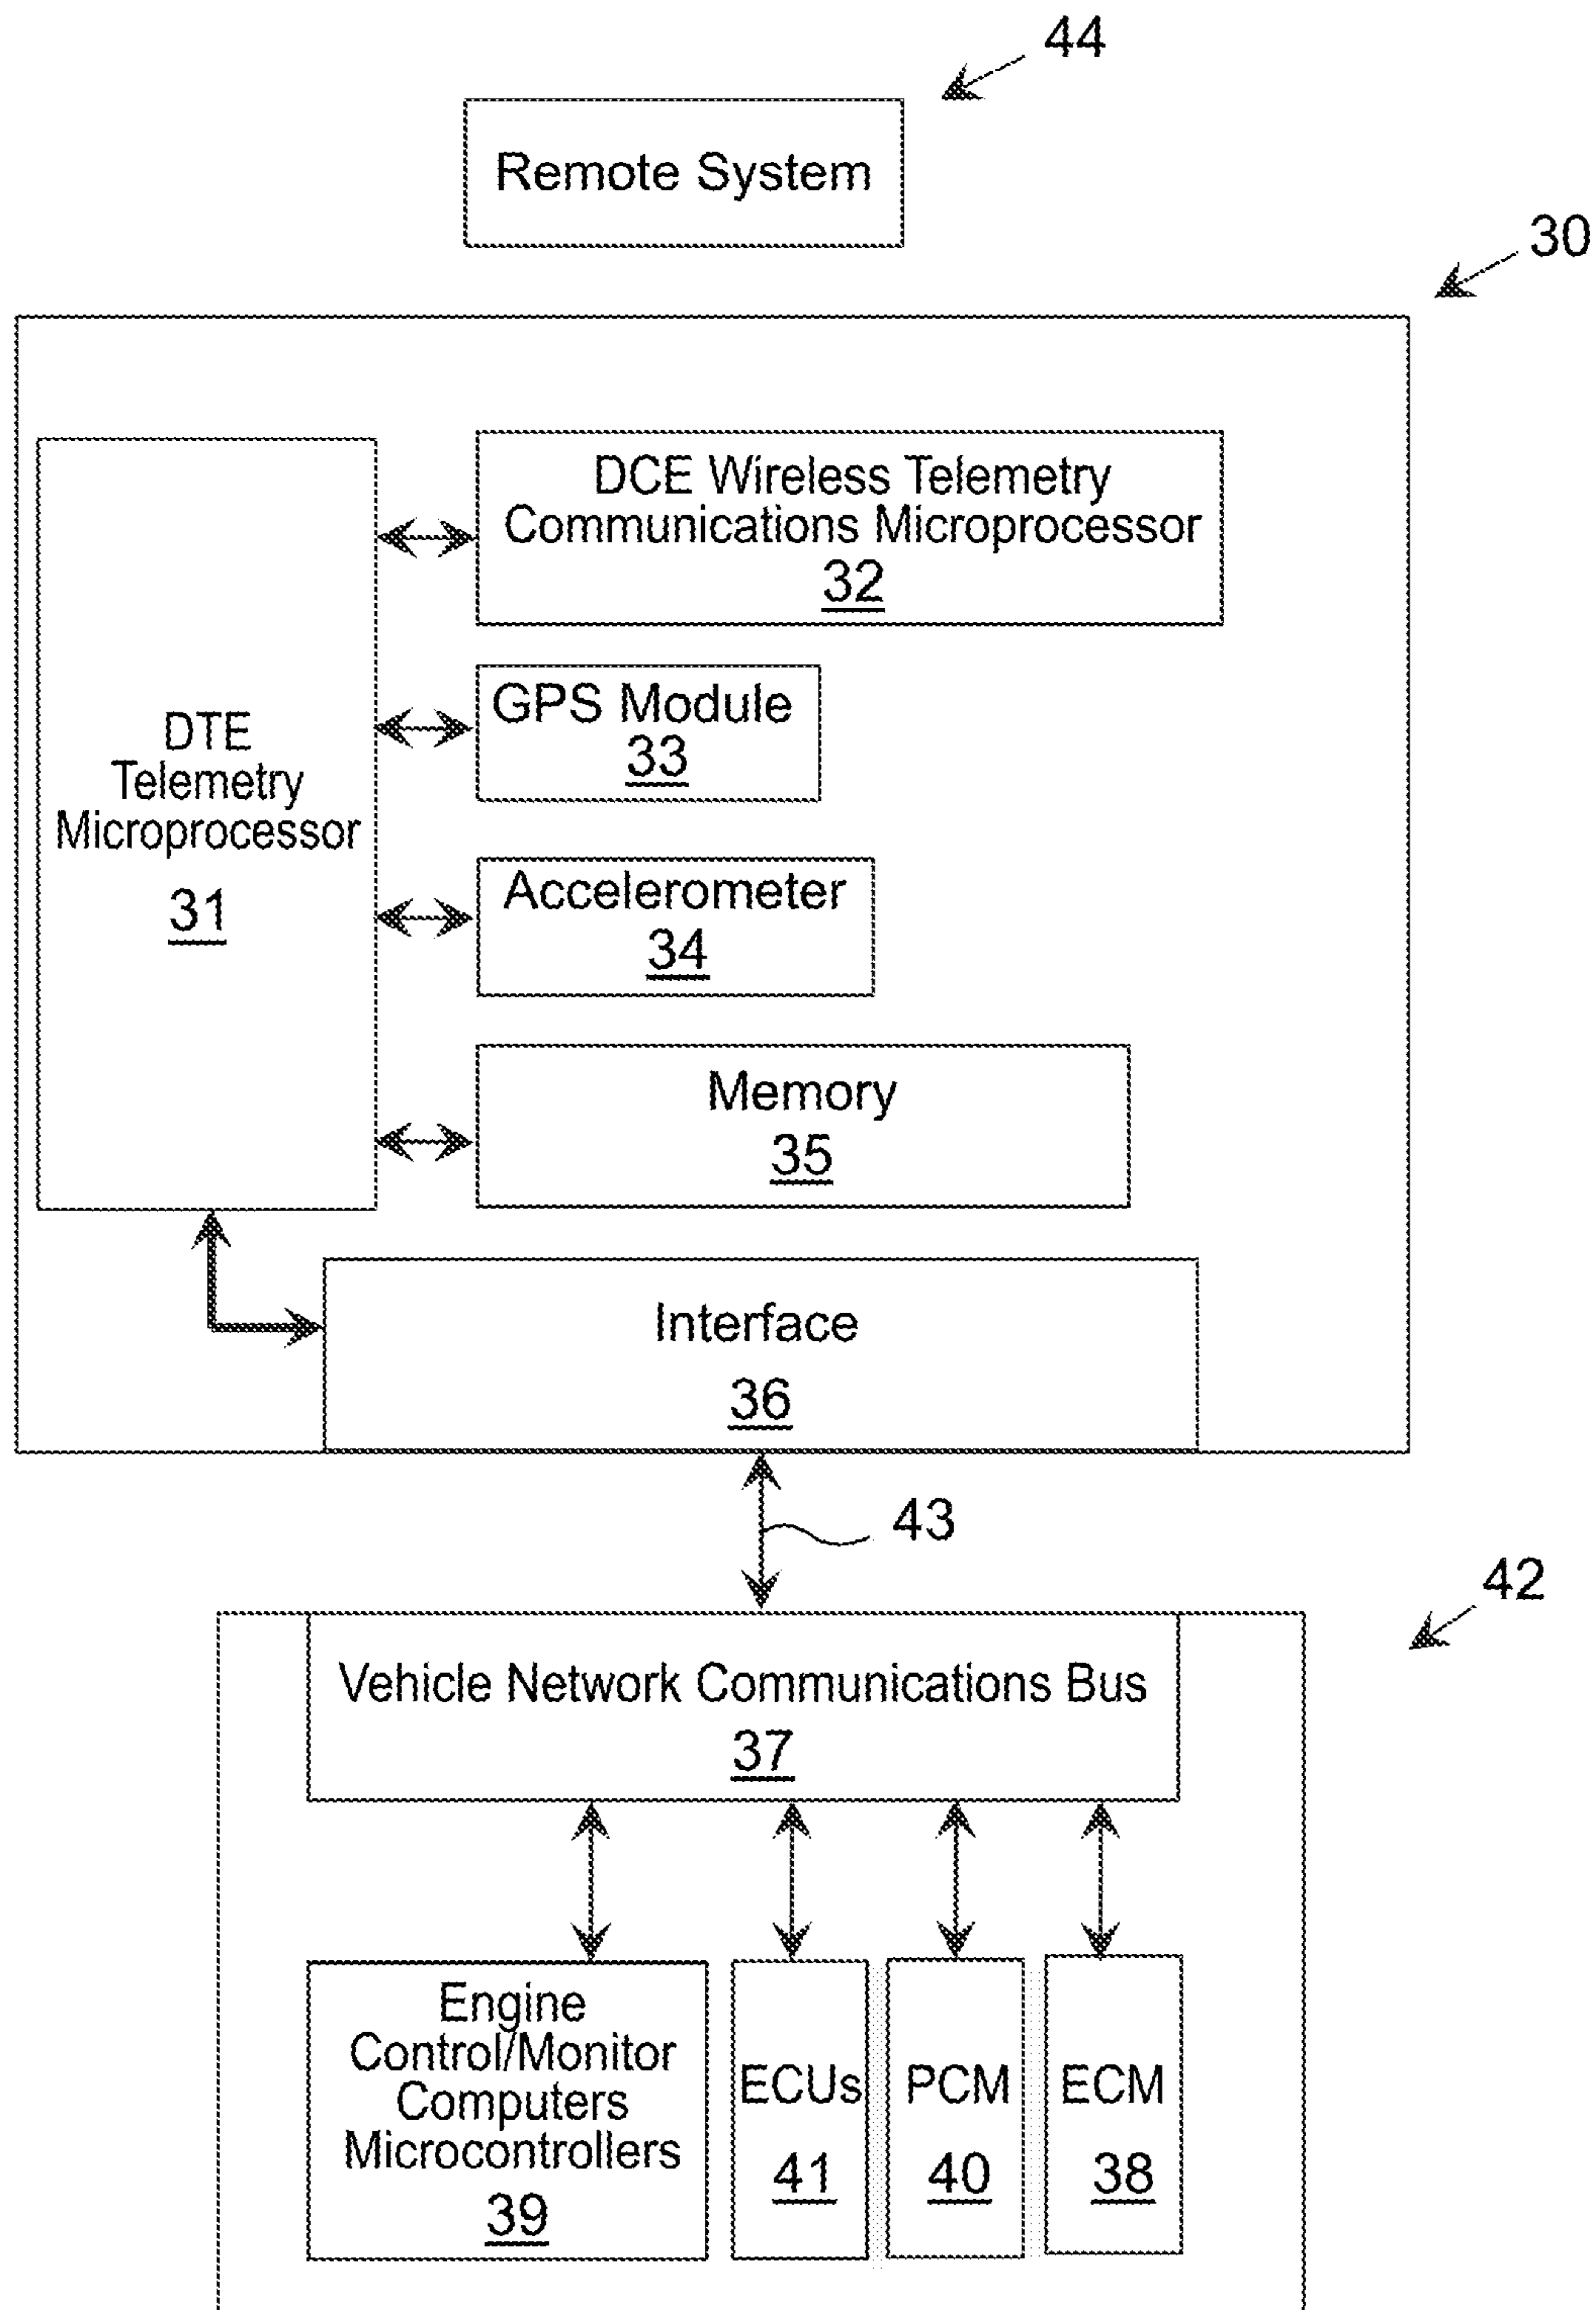 44
Remote System
30
DCE Wireless Telemetry
Communications Microprocessor
32
GPS Module
33
DTE
Telemetry
Microprocessor
31
Accelerometer
34
Memory
35
Interface
36
43
42
Vehicle Network Communications Bus
37
Engine
Control/Monitor
Computers
Microcontrollers
39
ECUs
41
PCM
40
ECM
38